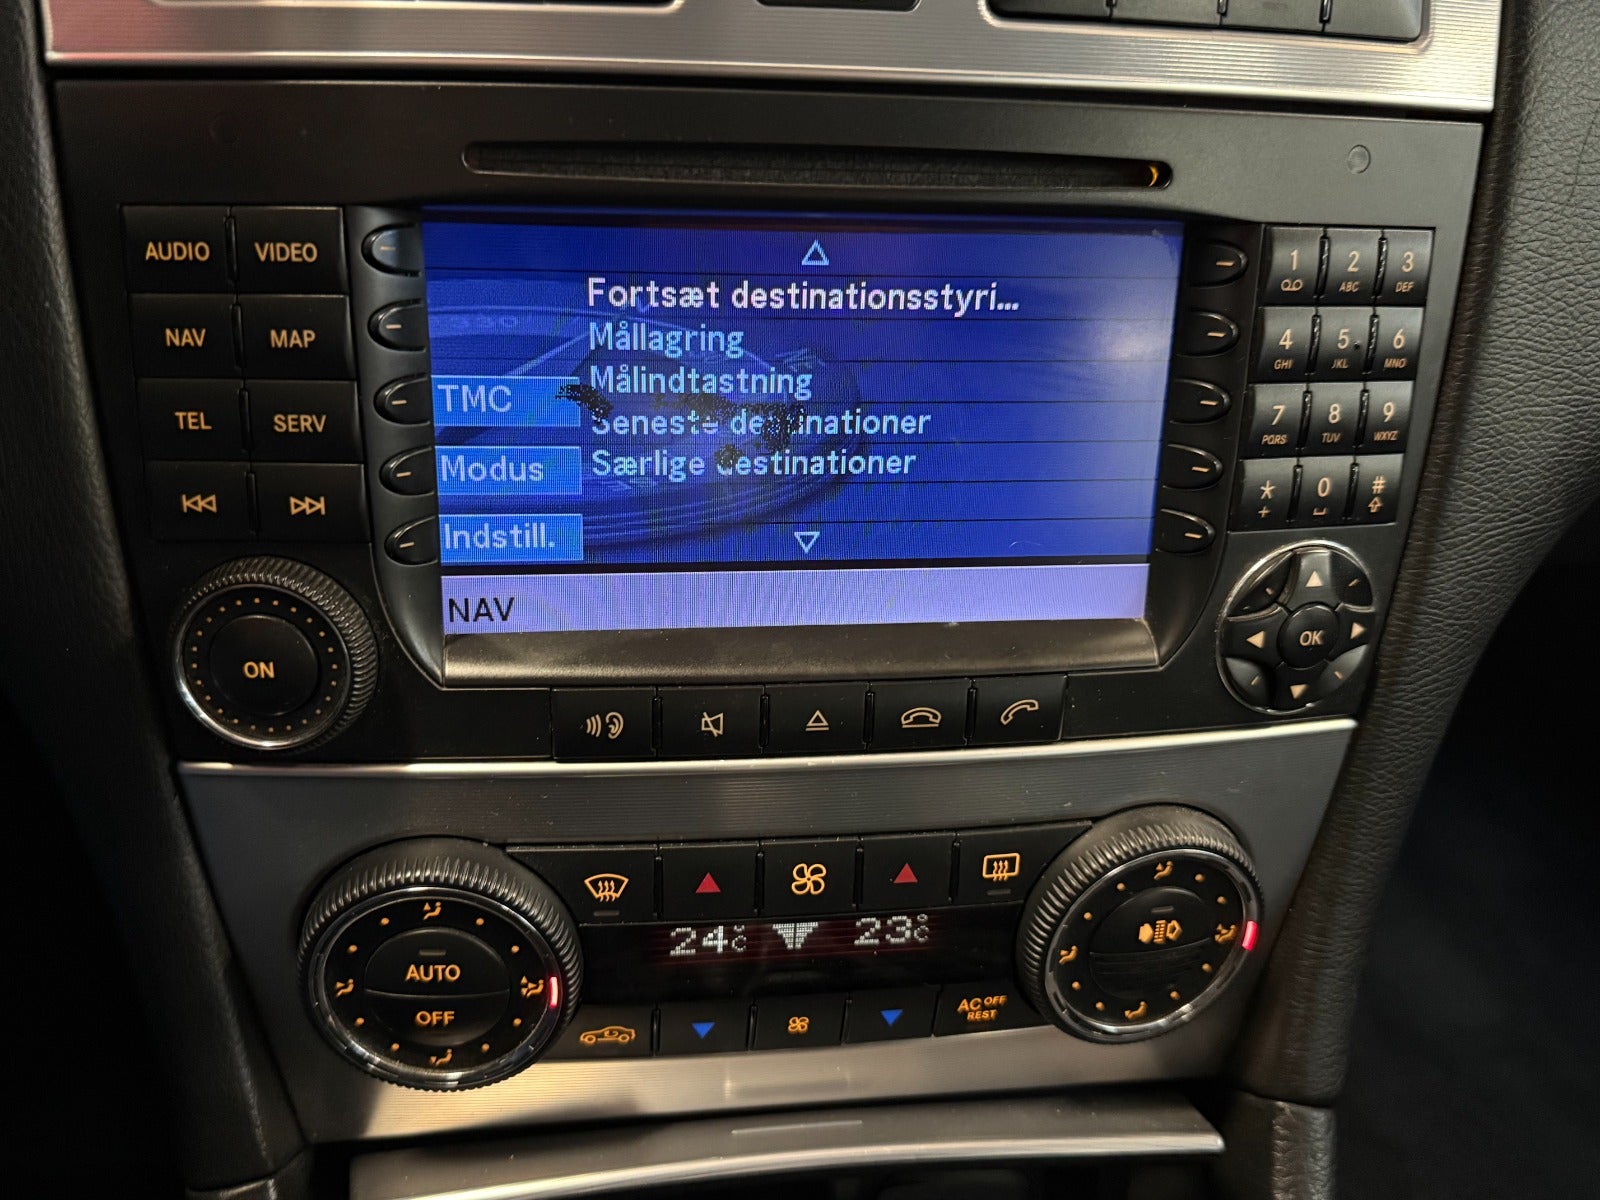 AUDIO VIDEO
NAV MAP
TEL SERV
ON
Fortsæt destinationsstyri...
Mållagring
Målindtastning
Seneste destinationer
Særlige destinationer
TMC
Modus
Indstill.
NAV
1 2 ABC 3 DEF
4 GHI 5 JKL 6 MNO
7 PQRS 8 TUV 9 WXYZ
* + 0 #
OK
24°C 23°C
AUTO
OFF
AC OFF
REST